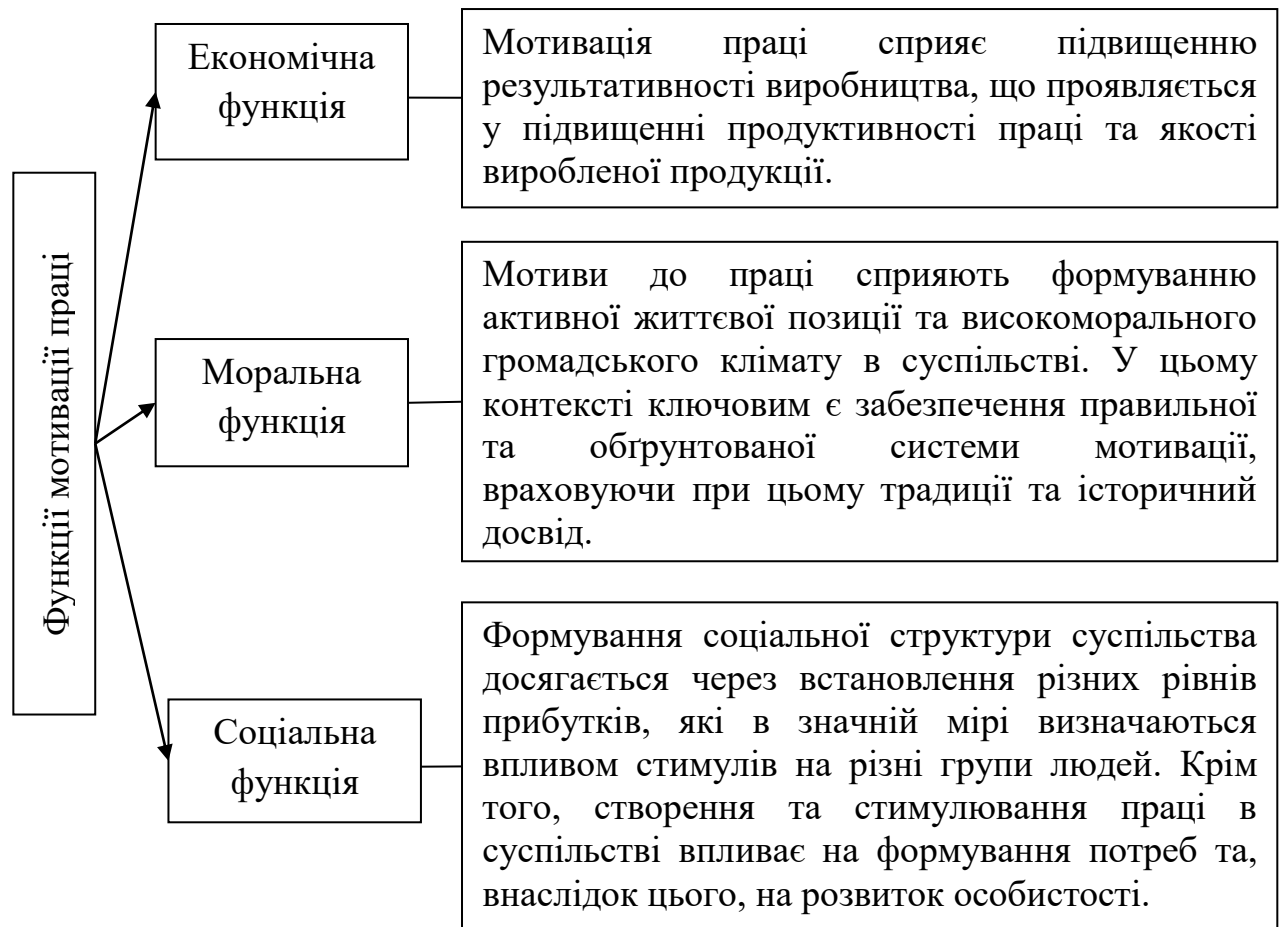 Функції мотивації праці
Економічна
функція
Мотивація праці сприяє підвищенню
результативності виробництва, що проявляється
у підвищенні продуктивності праці та якості
виробленої продукції.
Моральна
функція
Мотиви до праці сприяють формуванню
активної життєвої позиції та високоморального
громадського клімату в суспільстві. У цьому
контексті ключовим є забезпечення правильної
та обґрунтованої системи мотивації,
враховуючи при цьому традиції та історичний
досвід.
Соціальна
функція
Формування соціальної структури суспільства
досягається через встановлення різних рівнів
прибутків, які в значній мірі визначаються
впливом стимулів на різні групи людей. Крім
того, створення та стимулювання праці в
суспільстві впливає на формування потреб та,
внаслідок цього, на розвиток особистості.